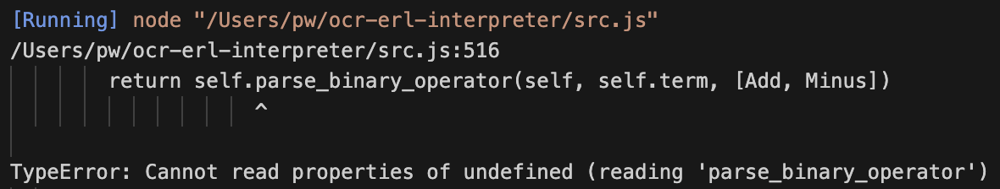 [Running] node "/Users/pw/ocr-erl-interpreter/src.js"
/Users/pw/ocr-erl-interpreter/src.js:516
return self.parse_binary_operator(self, self.term, [Add, Minus])
^
TypeError: Cannot read properties of undefined (reading 'parse_binary_operator')